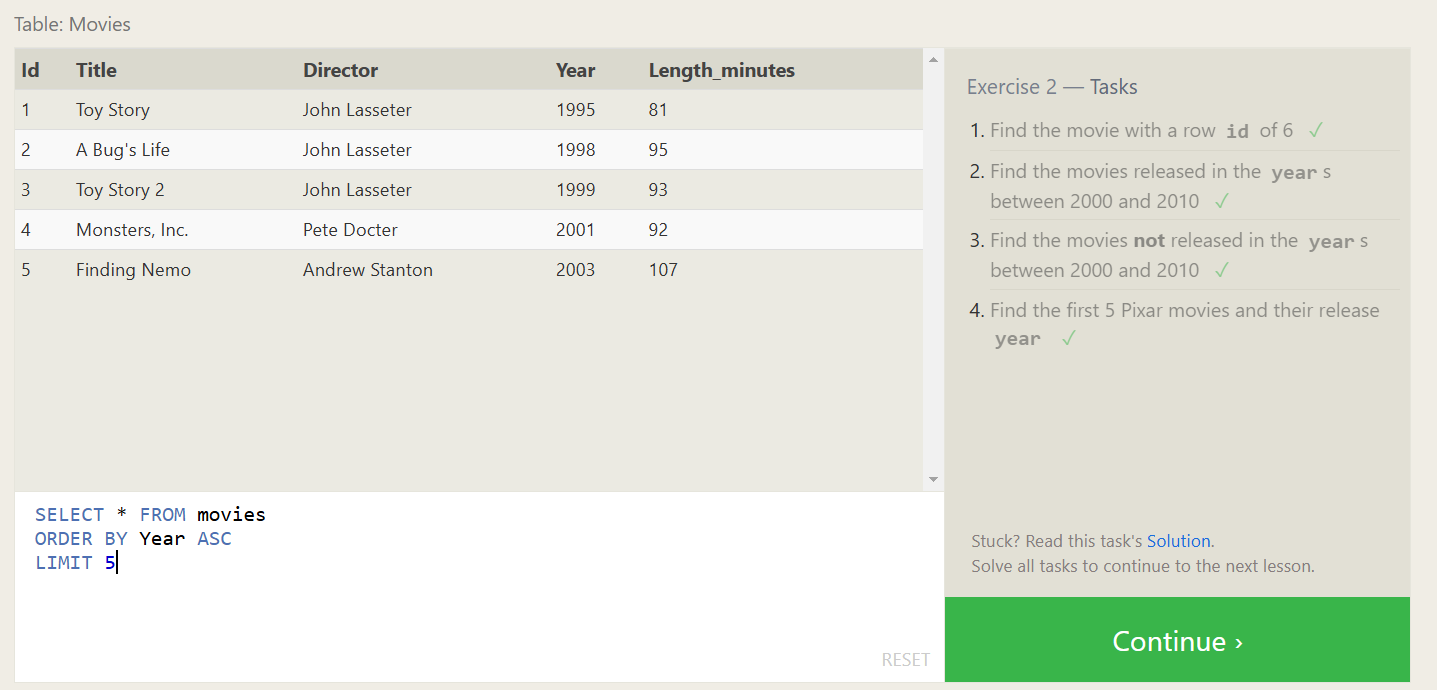 Table: Movies
Id Title Director Year Length_minutes
1 Toy Story John Lasseter 1995 81
2 A Bug's Life John Lasseter 1998 95
3 Toy Story 2 John Lasseter 1999 93
4 Monsters, Inc. Pete Docter 2001 92
5 Finding Nemo Andrew Stanton 2003 107
SELECT * FROM movies
ORDER BY Year ASC
LIMIT 5
RESET
Exercise 2 — Tasks
1. Find the movie with a row id of 6 ✓
2. Find the movies released in the year s
between 2000 and 2010 ✓
3. Find the movies not released in the year s
between 2000 and 2010 ✓
4. Find the first 5 Pixar movies and their release
year ✓
Stuck? Read this task's Solution.
Solve all tasks to continue to the next lesson.
Continue ›